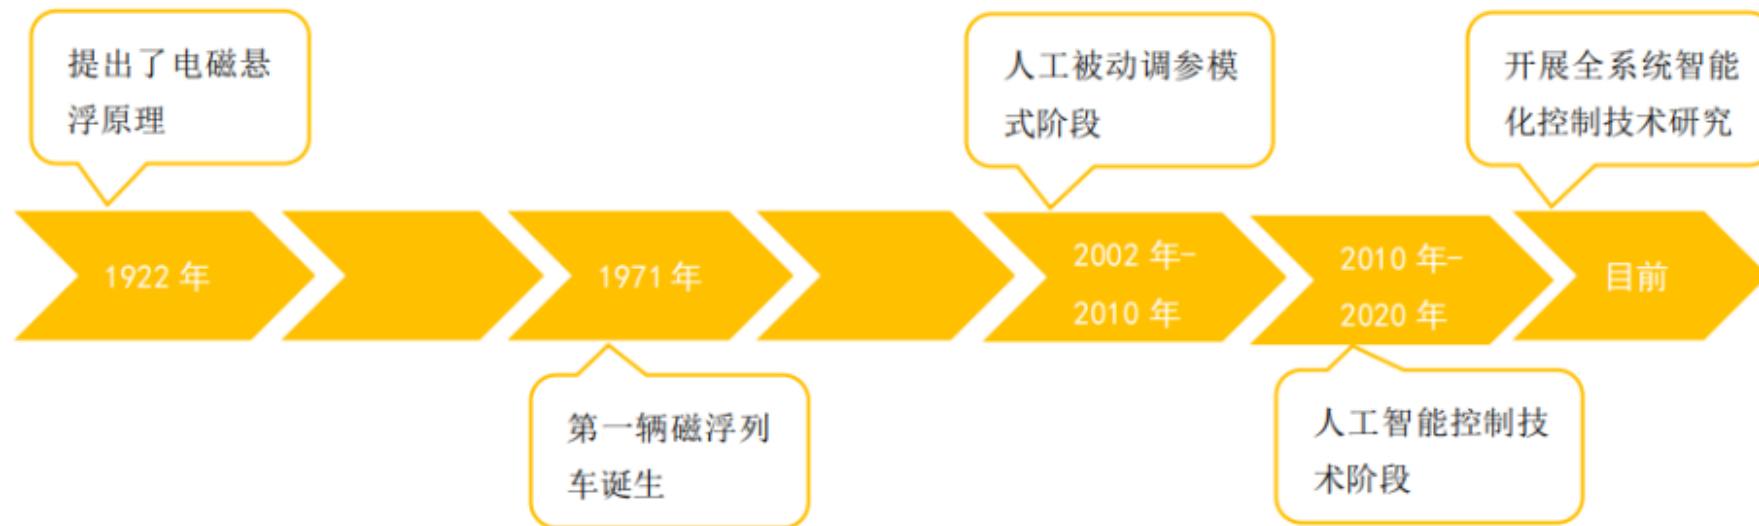 提出了电磁悬
浮原理
人工被动调参模
式阶段
开展全系统智能
化控制技术研究
1922 年
1971 年
2002 年-
2010 年
2010 年-
2020 年
目前
第一辆磁浮列
车诞生
人工智能控制技
术阶段